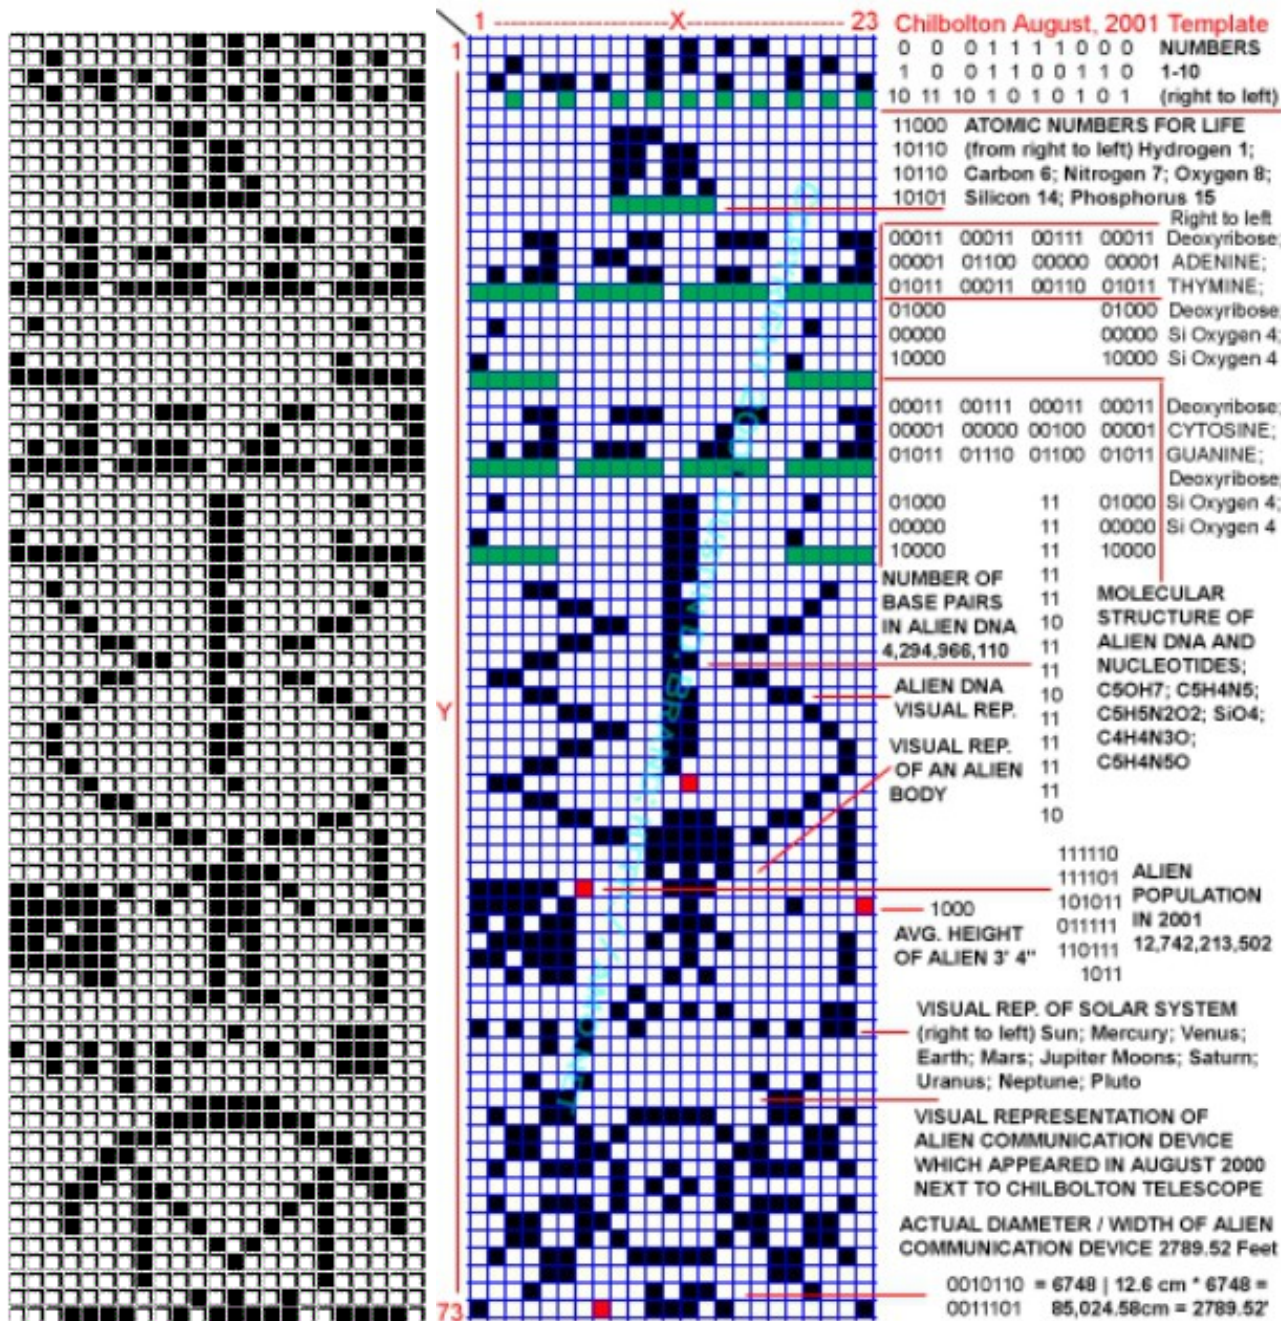 1 ---------------------X--------------- 23
Chilbolton August, 2001 Template
1
0 0 0 1 1 1 1 0 0 0 NUMBERS
1 0 0 1 1 0 0 1 1 0 1-10
10 11 10 1 0 1 0 1 0 1 (right to left)
11000 ATOMIC NUMBERS FOR LIFE
10110 (from right to left) Hydrogen 1;
10110 Carbon 6; Nitrogen 7; Oxygen 8;
10101 Silicon 14; Phosphorus 15
Right to left
00011 00011 00111 00011 Deoxyribose;
00001 01100 00000 00001 ADENINE;
01011 00011 00110 01011 THYMINE;
01000 01000 Deoxyribose;
00000 00000 Si Oxygen 4;
10000 10000 Si Oxygen 4
00011 00111 00011 00011 Deoxyribose;
00001 00000 00100 00001 CYTOSINE;
01011 01110 01100 01011 GUANINE;
Deoxyribose;
01000 11 01000 Si Oxygen 4;
00000 11 00000 Si Oxygen 4
10000 11 10000
11
11
10
11
11
10
11
11
11
11
10
NUMBER OF
BASE PAIRS
IN ALIEN DNA
4,294,966,110
MOLECULAR
STRUCTURE OF
ALIEN DNA AND
NUCLEOTIDES;
C5OH7; C5H4N5;
C5H5N2O2; SiO4;
C4H4N3O;
C5H4N5O
Y
ALIEN DNA
VISUAL REP.
VISUAL REP.
OF AN ALIEN
BODY
111110
111101
101011
011111
110111
1011
ALIEN
POPULATION
IN 2001
12,742,213,502
1000
AVG. HEIGHT
OF ALIEN 3' 4"
VISUAL REP. OF SOLAR SYSTEM
(right to left) Sun; Mercury; Venus;
Earth; Mars; Jupiter Moons; Saturn;
Uranus; Neptune; Pluto
VISUAL REPRESENTATION OF
ALIEN COMMUNICATION DEVICE
WHICH APPEARED IN AUGUST 2000
NEXT TO CHILBOLTON TELESCOPE
ACTUAL DIAMETER / WIDTH OF ALIEN
COMMUNICATION DEVICE 2789.52 Feet
0010110 = 6748 | 12.6 cm * 6748 =
0011101 85,024.58cm = 2789.52'
73